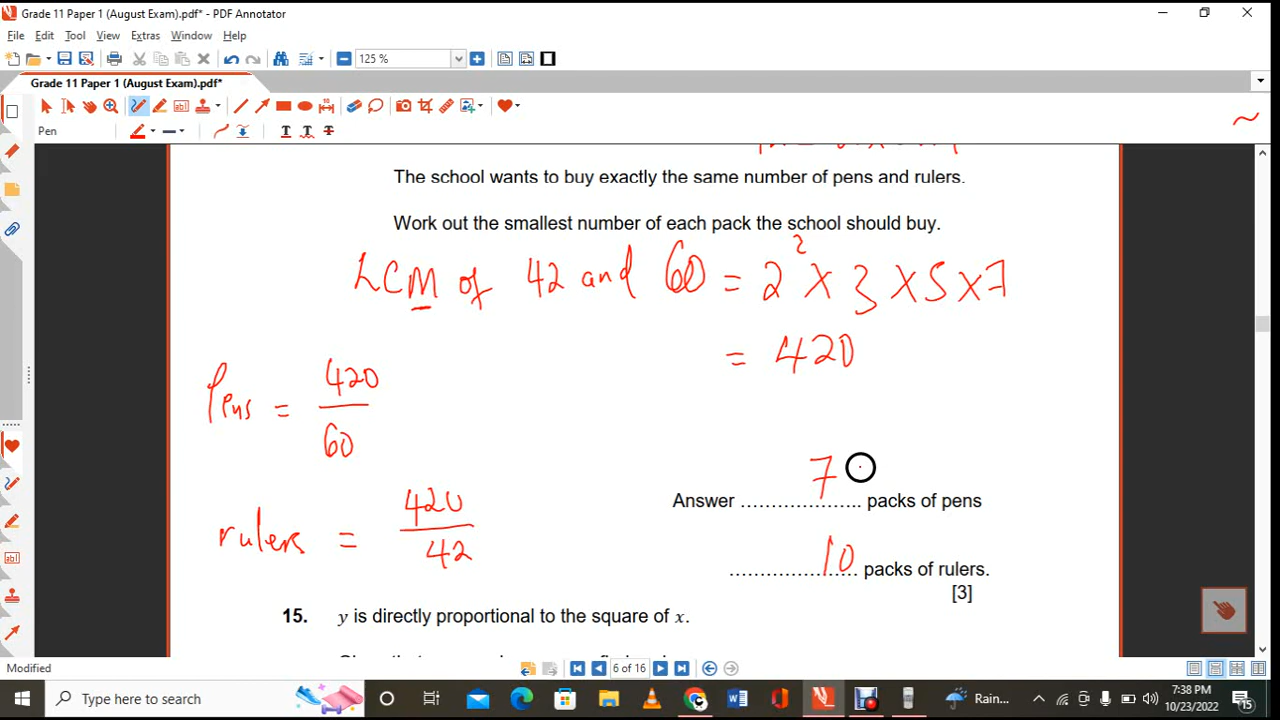 Grade 11 Paper 1 (August Exam).pdf* - PDF Annotator
File Edit Tool View Extras Window Help
125 %
Grade 11 Paper 1 (August Exam).pdf*
Pen
The school wants to buy exactly the same number of pens and rulers.
Work out the smallest number of each pack the school should buy.
LCM of 42 and 60 = 2² × 3 × 5 × 7
= 420
Pens = 420/60
7
Answer ………………….. packs of pens
rulers = 420/42
10
…………………… packs of rulers.
[3]
15. y is directly proportional to the square of x.
Modified
6 of 16
Type here to search
Rain...
7:38 PM
10/23/2022
15